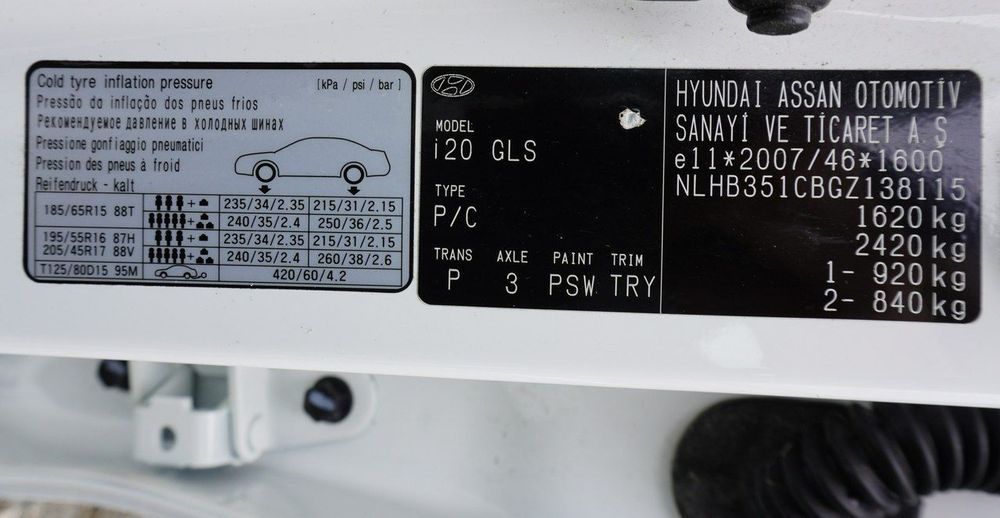 Cold tyre inflation pressure [kPa / psi / bar]
Pressão da inflação dos pneus frios
Рекомендуемое давление в холодных шинах
Pressione gonfiaggio pneumatici
Pression des pneus à froid
Reifendruck - kalt
185/65R15 88T + 235/34/2.35 215/31/2.15
+ 240/35/2.4 250/36/2.5
195/55R16 87H + 235/34/2.35 215/31/2.15
205/45R17 88V + 240/35/2.4 260/38/2.6
T125/80D15 95M 420/60/4.2
MODEL
i20 GLS
TYPE
P/C
TRANS AXLE PAINT TRIM
P 3 PSW TRY
HYUNDAI ASSAN OTOMOTİV
SANAYİ VE TİCARET A.Ş
e11*2007/46*1600
NLHB351CBGZ138115
1620 kg
2420 kg
1- 920 kg
2- 840 kg